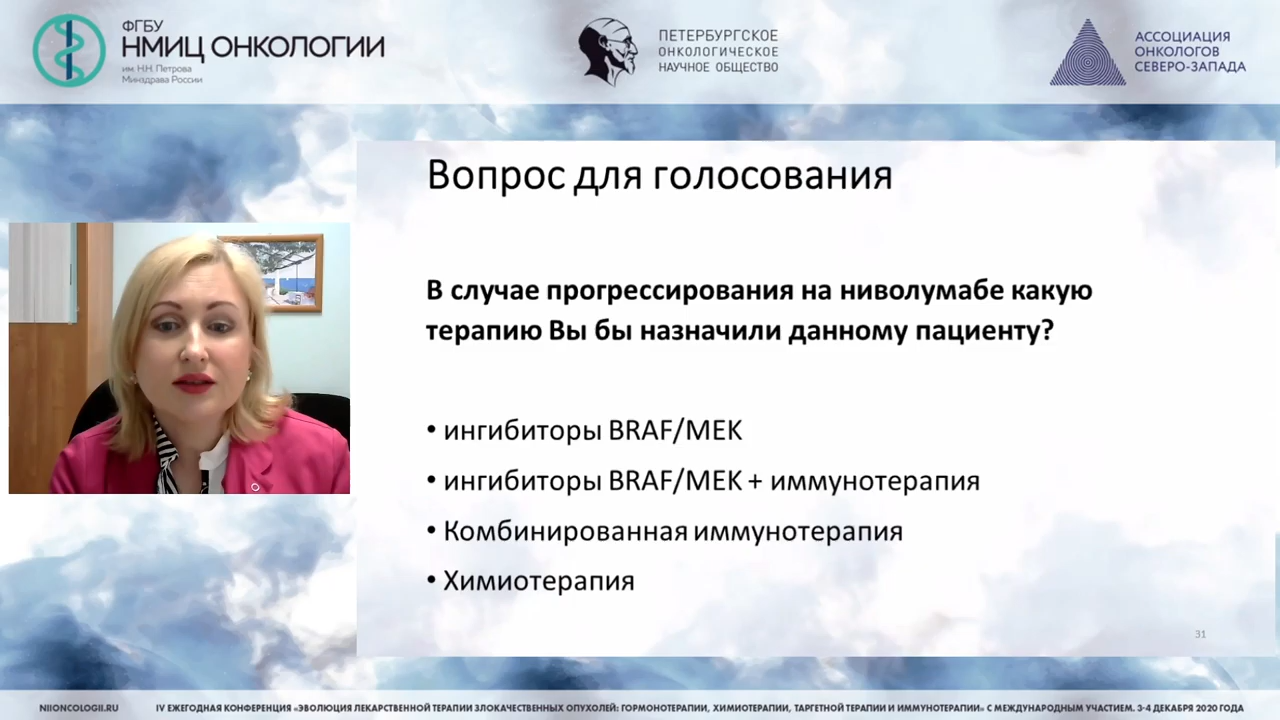 ФГБУ
НМИЦ ОНКОЛОГИИ
им. Н.Н. Петрова
Минздрава России
ПЕТЕРБУРГСКОЕ
ОНКОЛОГИЧЕСКОЕ
НАУЧНОЕ ОБЩЕСТВО
АССОЦИАЦИЯ
ОНКОЛОГОВ
СЕВЕРО-ЗАПАДА
Вопрос для голосования
В случае прогрессирования на ниволумабе какую
терапию Вы бы назначили данному пациенту?
• ингибиторы BRAF/MEK
• ингибиторы BRAF/MEK + иммунотерапия
• Комбинированная иммунотерапия
• Химиотерапия
31
NIIONCOLOGII.RU
IV ЕЖЕГОДНАЯ КОНФЕРЕНЦИЯ «ЭВОЛЮЦИЯ ЛЕКАРСТВЕННОЙ ТЕРАПИИ ЗЛОКАЧЕСТВЕННЫХ ОПУХОЛЕЙ: ГОРМОНОТЕРАПИИ, ХИМИОТЕРАПИИ, ТАРГЕТНОЙ ТЕРАПИИ И ИММУНОТЕРАПИИ» С МЕЖДУНАРОДНЫМ УЧАСТИЕМ. 3-4 ДЕКАБРЯ 2020 ГОДА